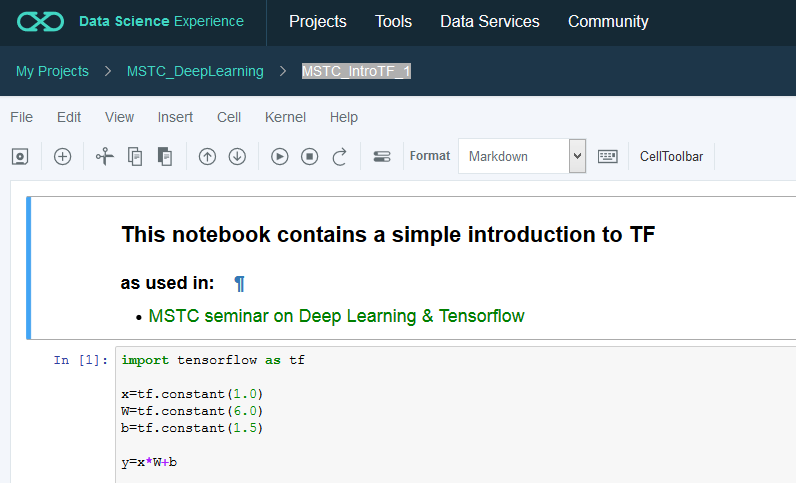 Data Science Experience Projects Tools Data Services Community
My Projects > MSTC_DeepLearning > MSTC_IntroTF_1
File Edit View Insert Cell Kernel Help
Format Markdown CellToolbar
This notebook contains a simple introduction to TF
as used in: ¶
• MSTC seminar on Deep Learning & Tensorflow
In [1]: import tensorflow as tf
x=tf.constant(1.0)
W=tf.constant(6.0)
b=tf.constant(1.5)
y=x*W+b